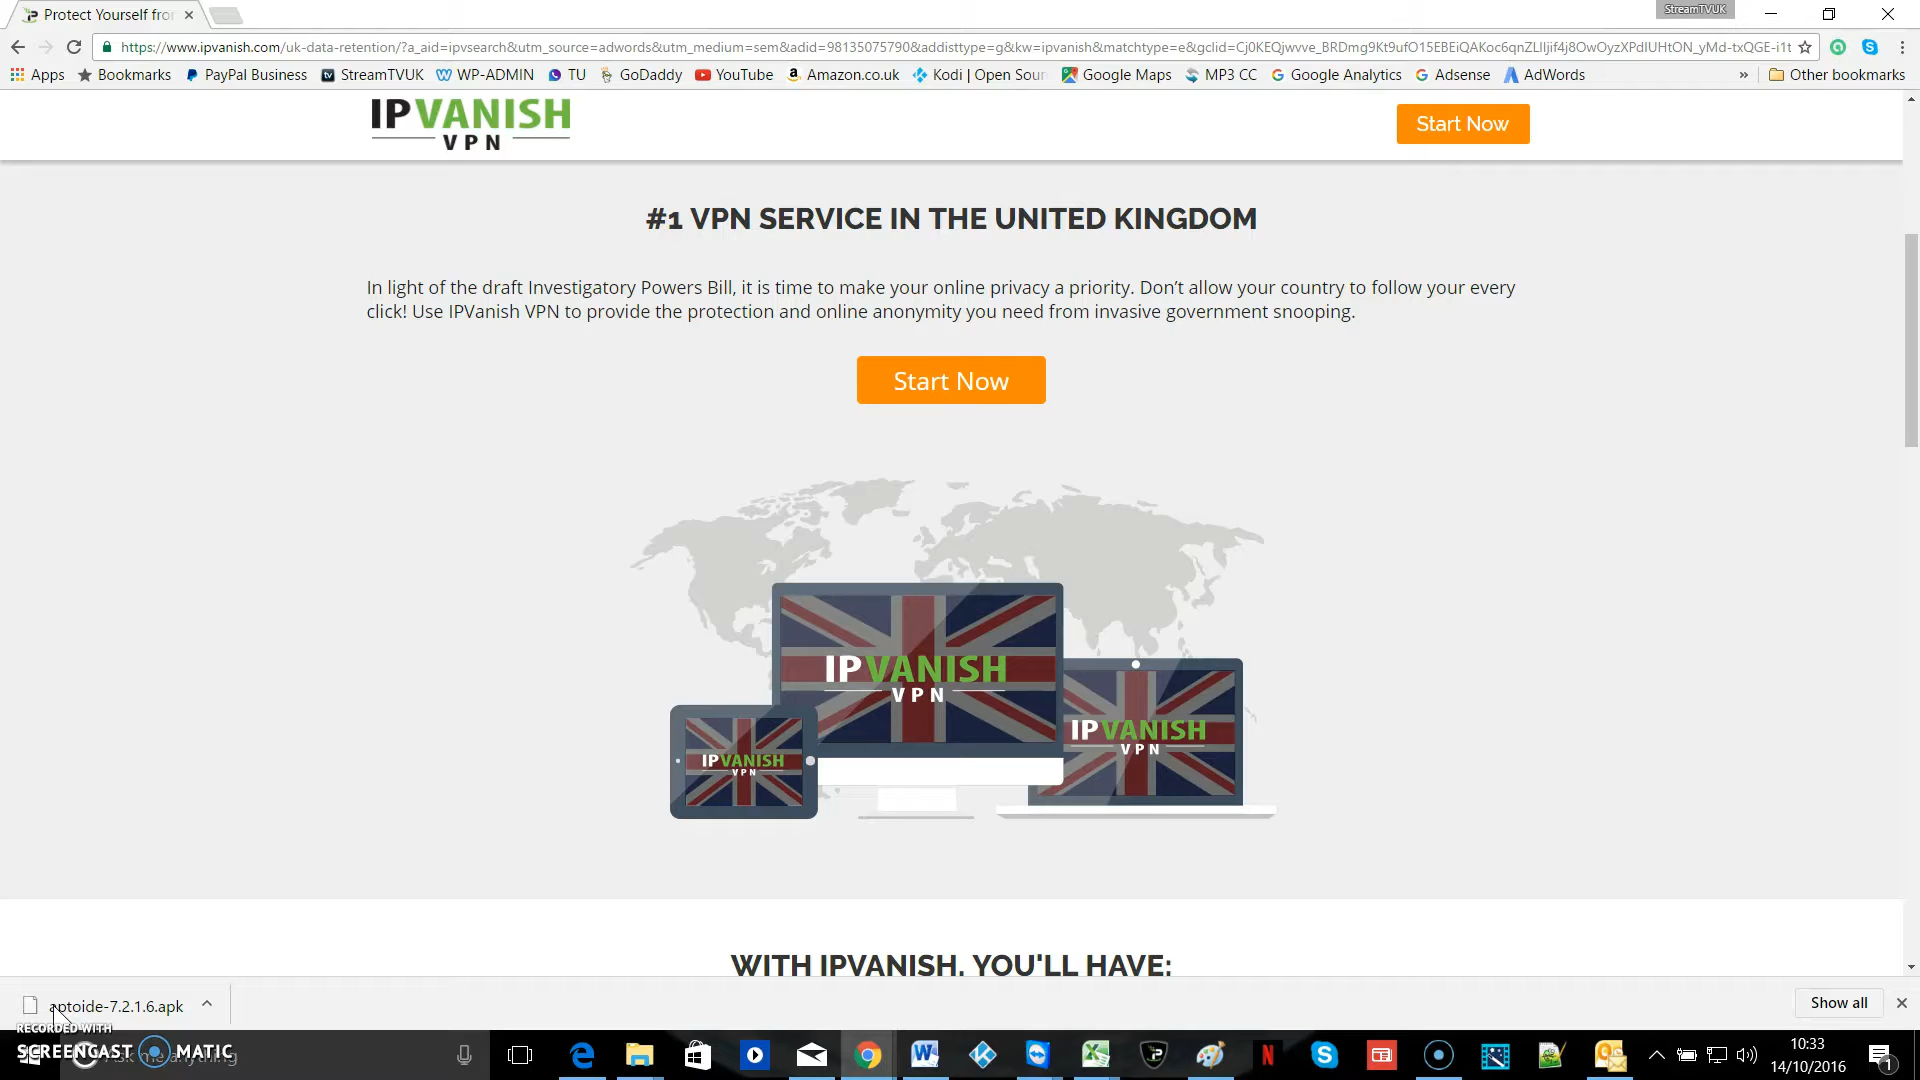 Protect Yourself fro
StreamTVUK
https://www.ipvanish.com/uk-data-retention/?a_aid=ipvsearch&utm_source=adwords&utm_medium=sem&adid=98135075790&addisttype=g&kw=ipvanish&matchtype=e&gclid=
Apps Bookmarks PayPal Business StreamTVUK WP-ADMIN TU GoDaddy YouTube Amazon.co.uk Kodi | Open Sour Google Maps MP3 CC Google Analytics Adsense AdWords » Other bookmarks
IPVANISH
VPN
Start Now
#1 VPN SERVICE IN THE UNITED KINGDOM
In light of the draft Investigatory Powers Bill, it is time to make your online privacy a priority. Don’t allow your country to follow your every
click! Use IPVanish VPN to provide the protection and online anonymity you need from invasive government snooping.
Start Now
IPVANISH
VPN
IPVANISH
VPN
IPVANISH
VPN
WITH IPVANISH, YOU'LL HAVE:
aptoide-7.2.1.6.apk
Show all
RECORDED WITH
SCREENCAST MATIC
Ask me anything
10:33
14/10/2016
1